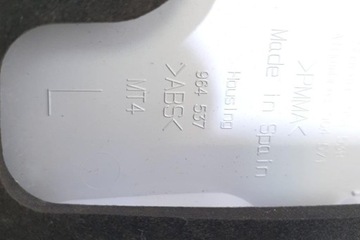 >PMMA<
Made in Spain
Housing
964 537
>ABS<
MT4
L